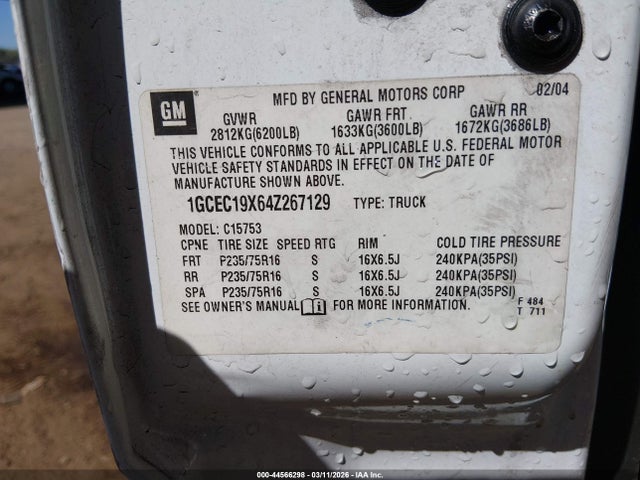 GM
MFD BY GENERAL MOTORS CORP 02/04
GVWR GAWR FRT GAWR RR
2812KG(6200LB) 1633KG(3600LB) 1672KG(3686LB)
THIS VEHICLE CONFORMS TO ALL APPLICABLE U.S. FEDERAL MOTOR
VEHICLE SAFETY STANDARDS IN EFFECT ON THE DATE OF
MANUFACTURE SHOWN ABOVE.
1GCEC19X64Z267129 TYPE: TRUCK
MODEL: C15753
CPNE TIRE SIZE SPEED RTG RIM COLD TIRE PRESSURE
FRT P235/75R16 S 16X6.5J 240KPA(35PSI)
RR P235/75R16 S 16X6.5J 240KPA(35PSI)
SPA P235/75R16 S 16X6.5J 240KPA(35PSI)
SEE OWNER'S MANUAL FOR MORE INFORMATION.
F 484
T 711
000-44566298 - 03/11/2026 - IAA Inc.